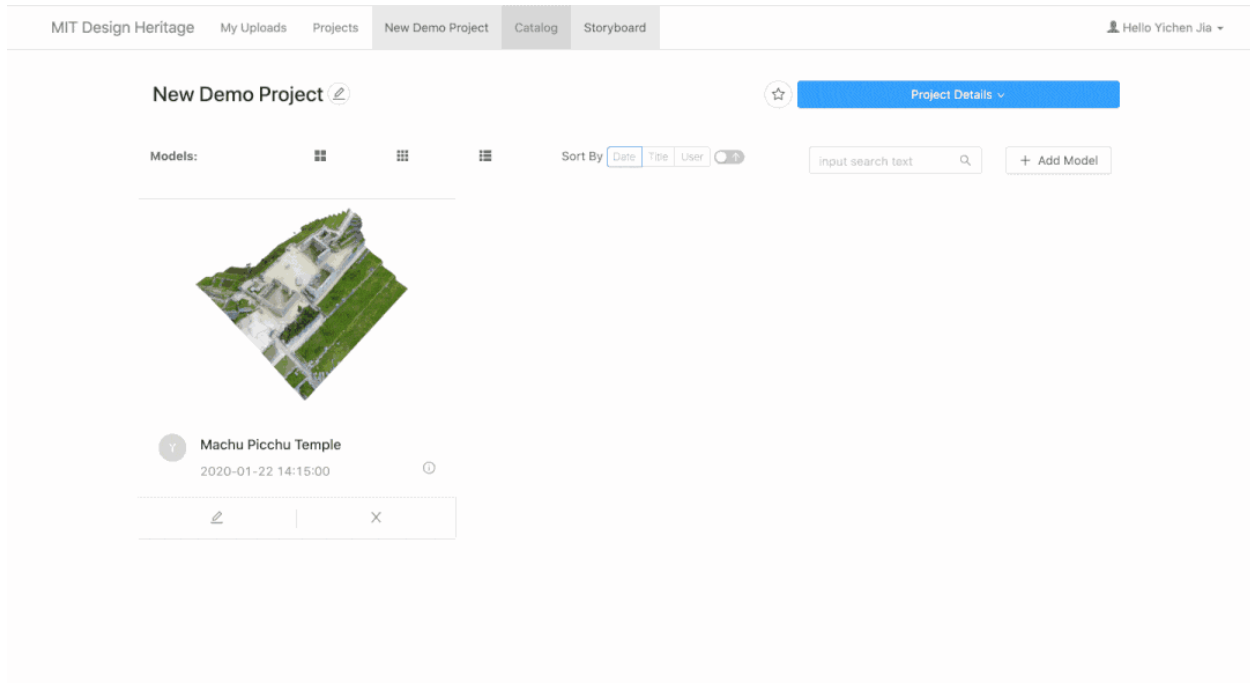 MIT Design Heritage My Uploads Projects New Demo Project Catalog Storyboard Hello Yichen Jia
New Demo Project Project Details
Models: Sort By Date Title User input search text + Add Model
Y Machu Picchu Temple
2020-01-22 14:15:00